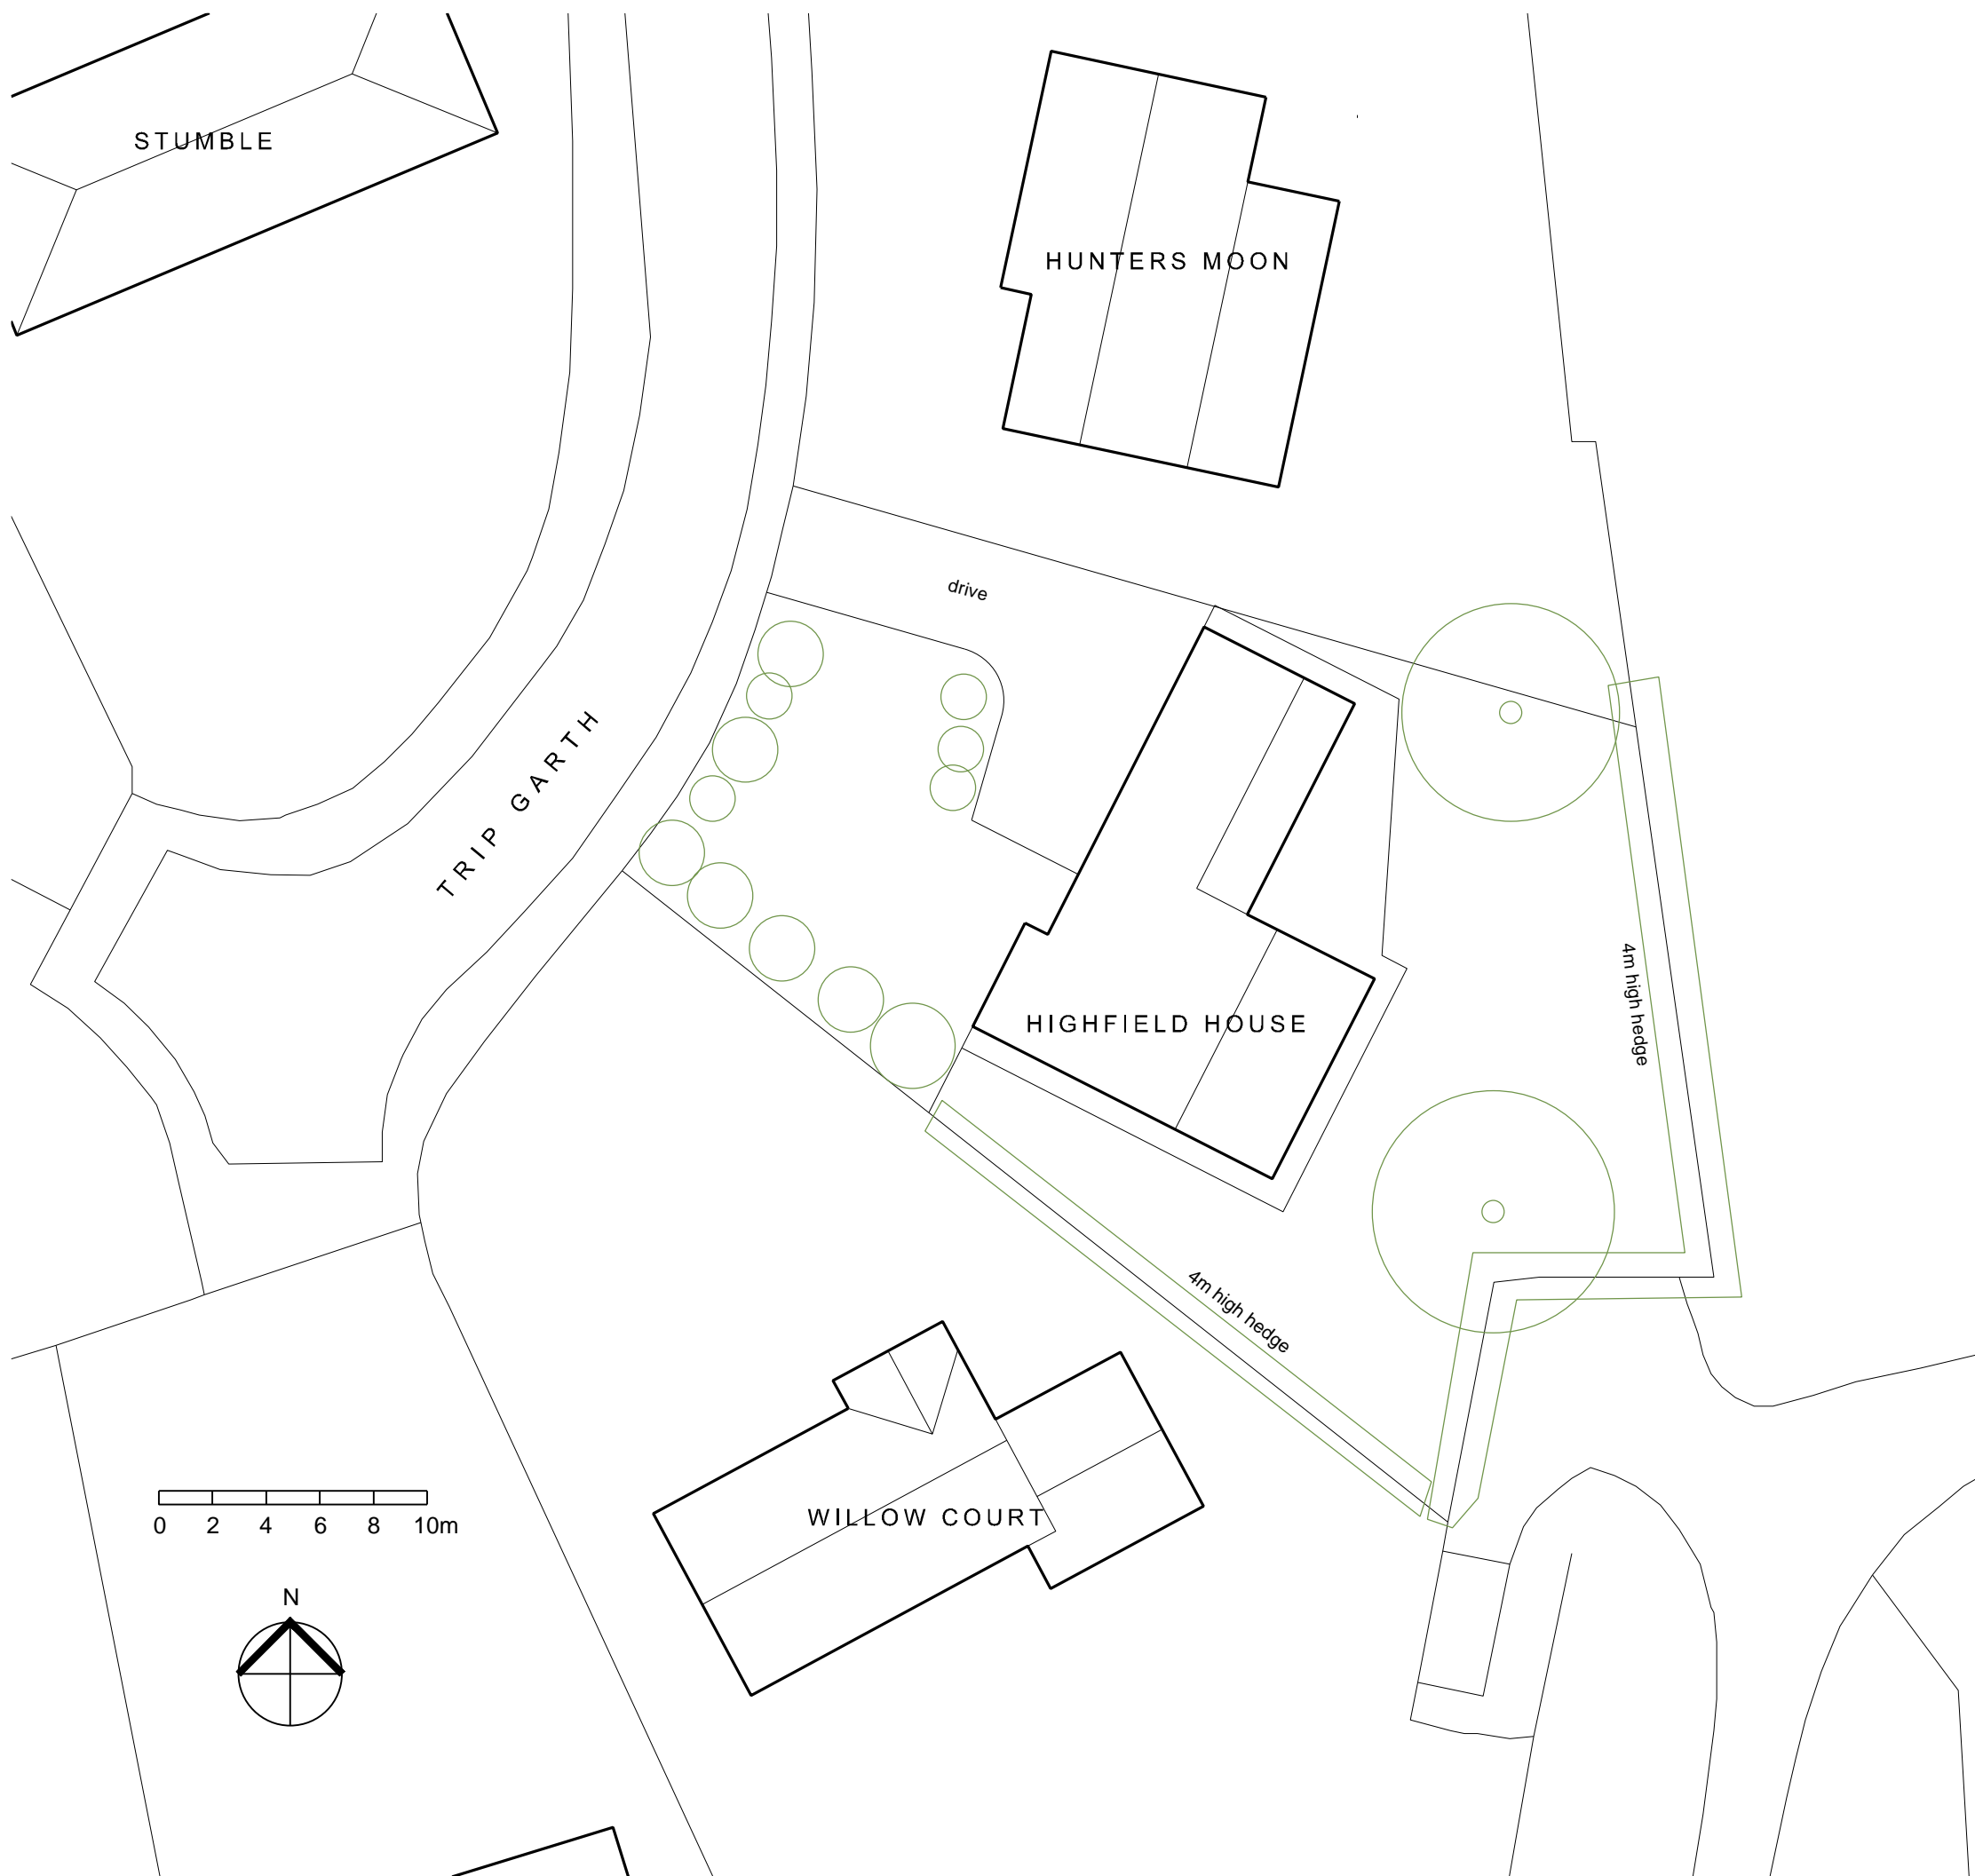 STUMBLE
HUNTERS MOON
drive
TRIP GARTH
4m high hedge
HIGHFIELD HOUSE
4m high hedge
WILLOW COURT
0 2 4 6 8 10m
N